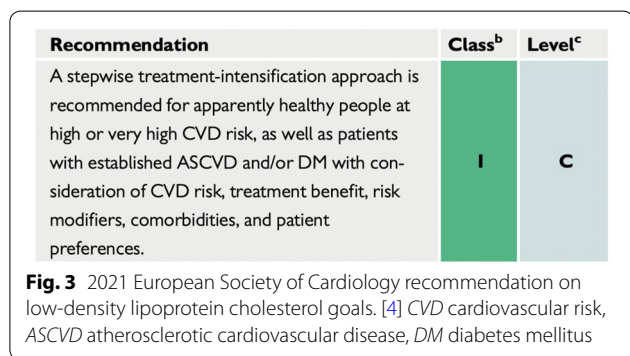 Recommendation Classᵇ Levelᶜ
A stepwise treatment-intensification approach is
recommended for apparently healthy people at
high or very high CVD risk, as well as patients
with established ASCVD and/or DM with con-
sideration of CVD risk, treatment benefit, risk
modifiers, comorbidities, and patient
preferences.
I C
Fig. 3 2021 European Society of Cardiology recommendation on
low-density lipoprotein cholesterol goals. [4] CVD cardiovascular risk,
ASCVD atherosclerotic cardiovascular disease, DM diabetes mellitus